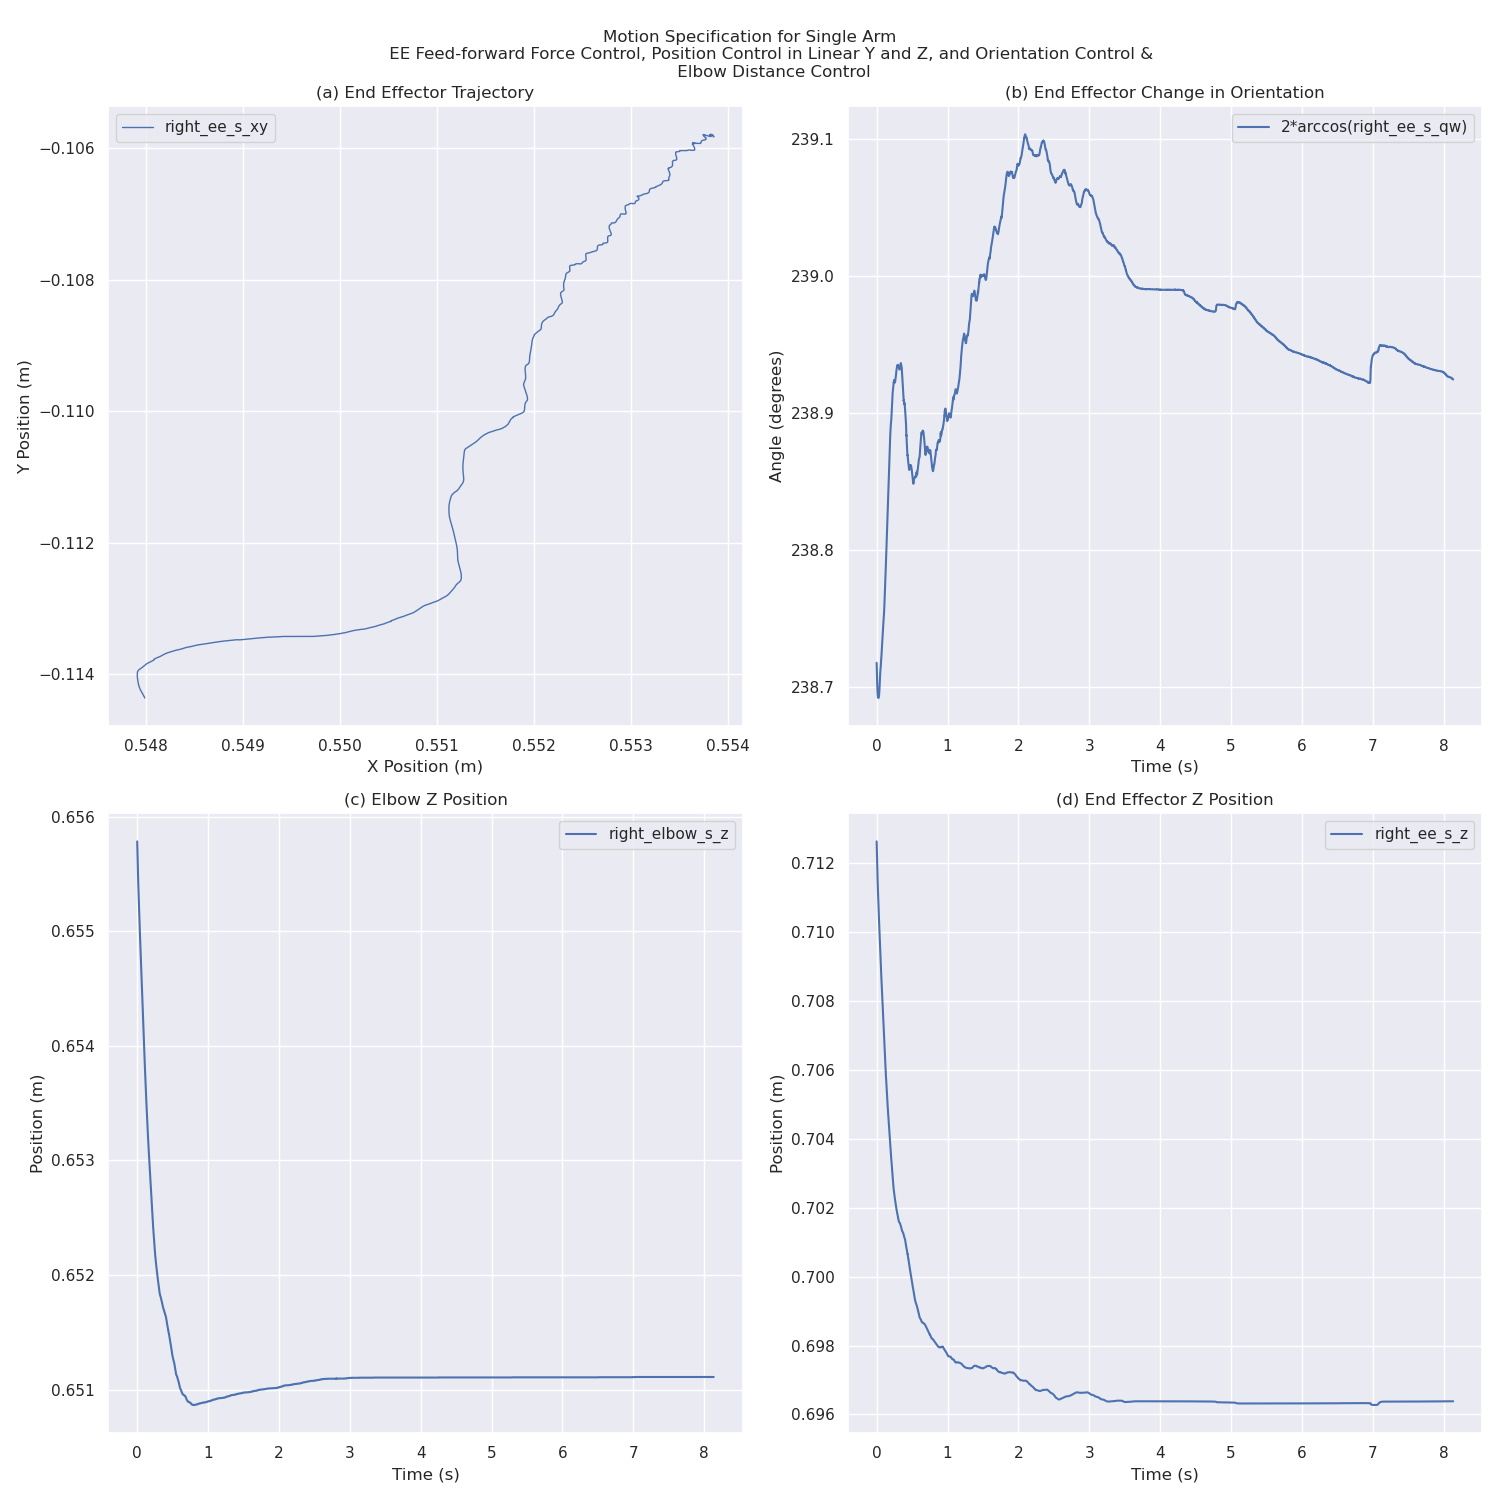 Motion Specification for Single Arm
EE Feed-forward Force Control, Position Control in Linear Y and Z, and Orientation Control &
Elbow Distance Control
(a) End Effector Trajectory
right_ee_s_xy
−0.106
−0.108
−0.110
−0.112
−0.114
Y Position (m)
0.548 0.549 0.550 0.551 0.552 0.553 0.554
X Position (m)
(b) End Effector Change in Orientation
2*arccos(right_ee_s_qw)
239.1
239.0
238.9
238.8
238.7
Angle (degrees)
0 1 2 3 4 5 6 7 8
Time (s)
(c) Elbow Z Position
right_elbow_s_z
0.656
0.655
0.654
0.653
0.652
0.651
Position (m)
0 1 2 3 4 5 6 7 8
Time (s)
(d) End Effector Z Position
right_ee_s_z
0.712
0.710
0.708
0.706
0.704
0.702
0.700
0.698
0.696
Position (m)
0 1 2 3 4 5 6 7 8
Time (s)